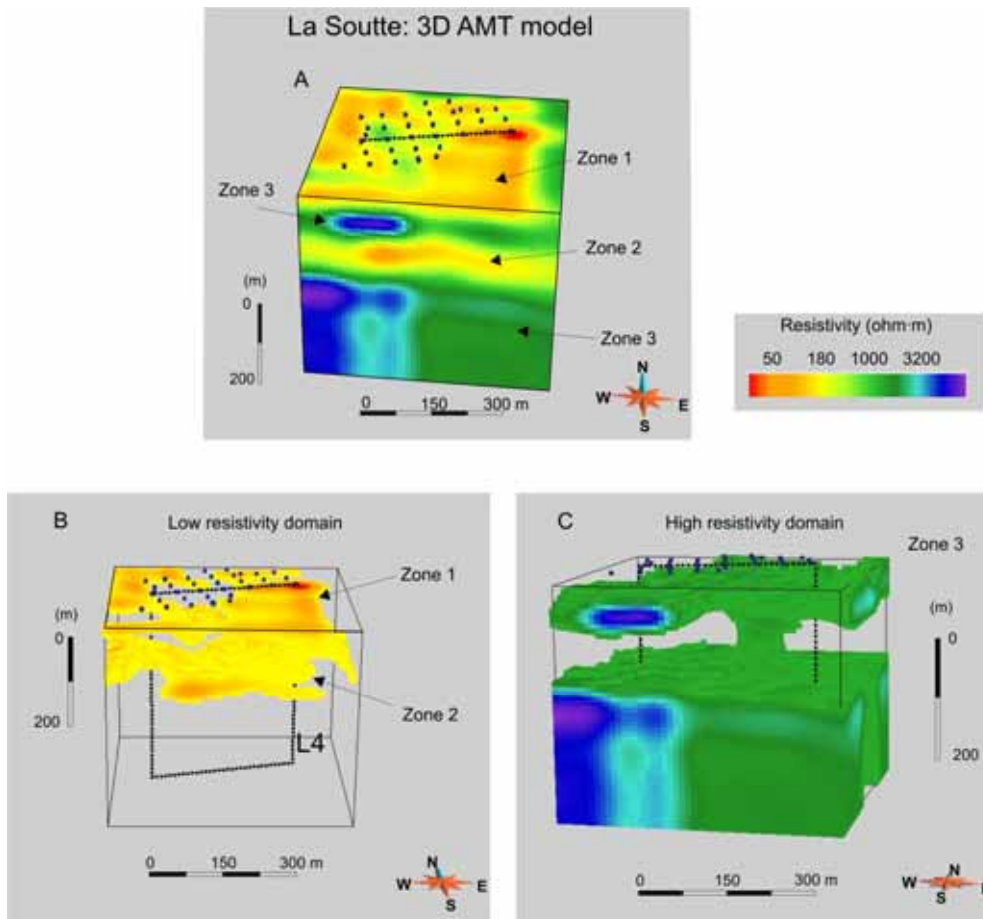 La Soutte: 3D AMT model
A
Zone 1
Zone 3
Zone 2
Zone 3
(m)
0
200
0 150 300 m
N
W E
S
Resistivity (ohm·m)
50 180 1000 3200
B
Low resistivity domain
Zone 1
(m)
0
Zone 2
200
L4
0 150 300 m
N
W E
S
C
High resistivity domain
Zone 3
(m)
0
200
0 150 300 m
N
W
S